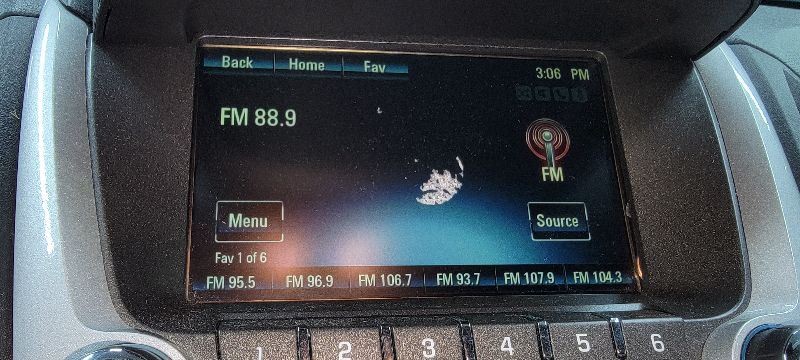 Back Home Fav
3:06 PM
FM 88.9
FM
Menu Source
Fav 1 of 6
FM 95.5 FM 96.9 FM 106.7 FM 93.7 FM 107.9 FM 104.3
1 2 3 4 5 6